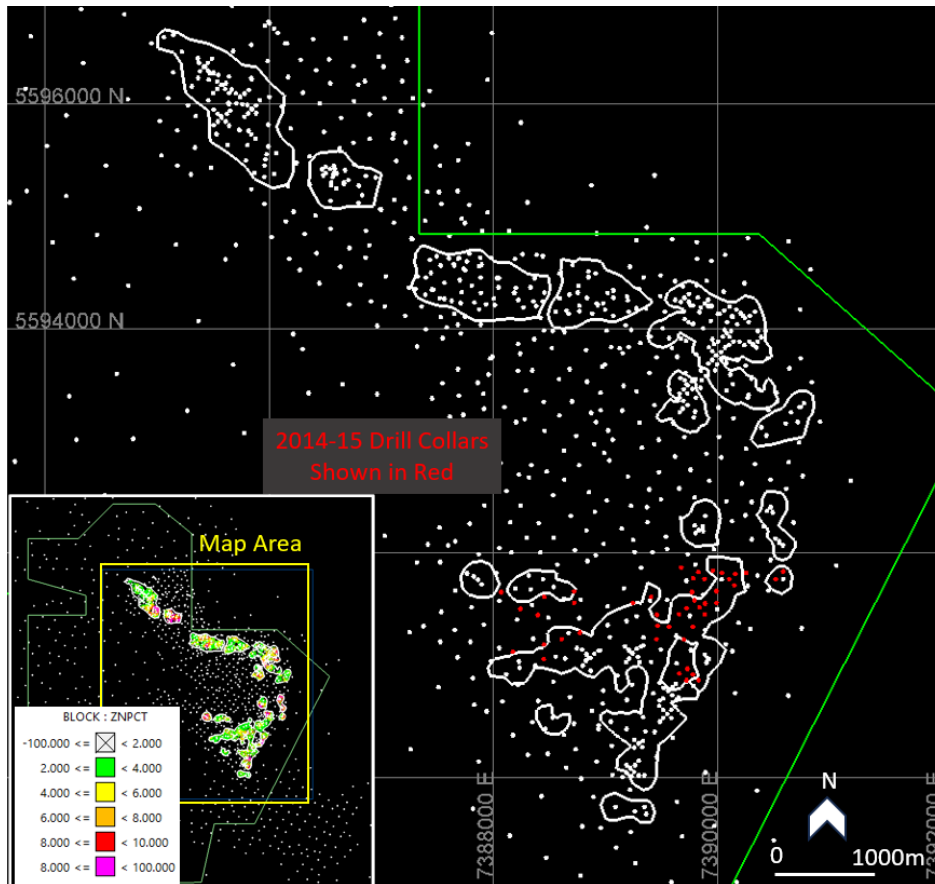 5596000 N
5594000 N
2014-15 Drill Collars
Shown in Red
Map Area
BLOCK : ZNPCT
-100.000 <= < 2.000
2.000 <= < 4.000
4.000 <= < 6.000
6.000 <= < 8.000
8.000 <= < 10.000
8.000 <= < 100.000
7388000 E
7390000 E
7392000 E
N
0 1000m